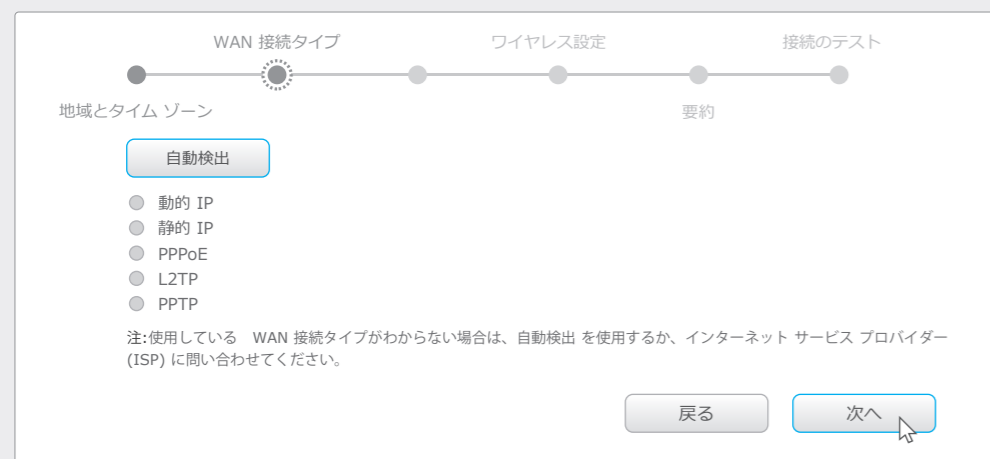 WAN 接続タイプ ワイヤレス設定 接続のテスト
地域とタイム ゾーン 要約
自動検出
動的 IP
静的 IP
PPPoE
L2TP
PPTP
注:使用している　WAN 接続タイプがわからない場合は、自動検出 を使用するか、インターネット サービス プロバイダー
(ISP) に問い合わせてください。
戻る 次へ